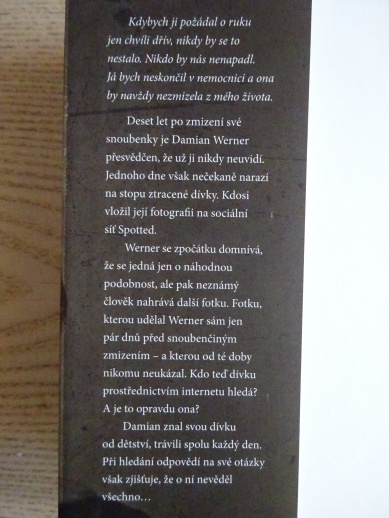 Kdybych ji požádal o ruku
jen chvíli dřív, nikdy by se to
nestalo. Nikdo by nás nenapadl.
Já bych neskončil v nemocnici a ona
by navždy nezmizela z mého života.
Deset let po zmizení své
snoubenky je Damian Werner
přesvědčen, že už ji nikdy neuvidí.
Jednoho dne však nečekaně narazí
na stopu ztracené dívky. Kdosi
vložil její fotografii na sociální
síť Spotted.
Werner se zpočátku domnívá,
že se jedná jen o náhodnou
podobnost, ale pak neznámý
člověk nahrává další fotku. Fotku,
kterou udělal Werner sám jen
pár dnů před snoubenčiným
zmizením – a kterou od té doby
nikomu neukázal. Kdo teď dívku
prostřednictvím internetu hledá?
A je to opravdu ona?
Damian znal svou dívku
od dětství, trávili spolu každý den.
Při hledání odpovědí na své otázky
však zjišťuje, že o ní nevěděl
všechno…